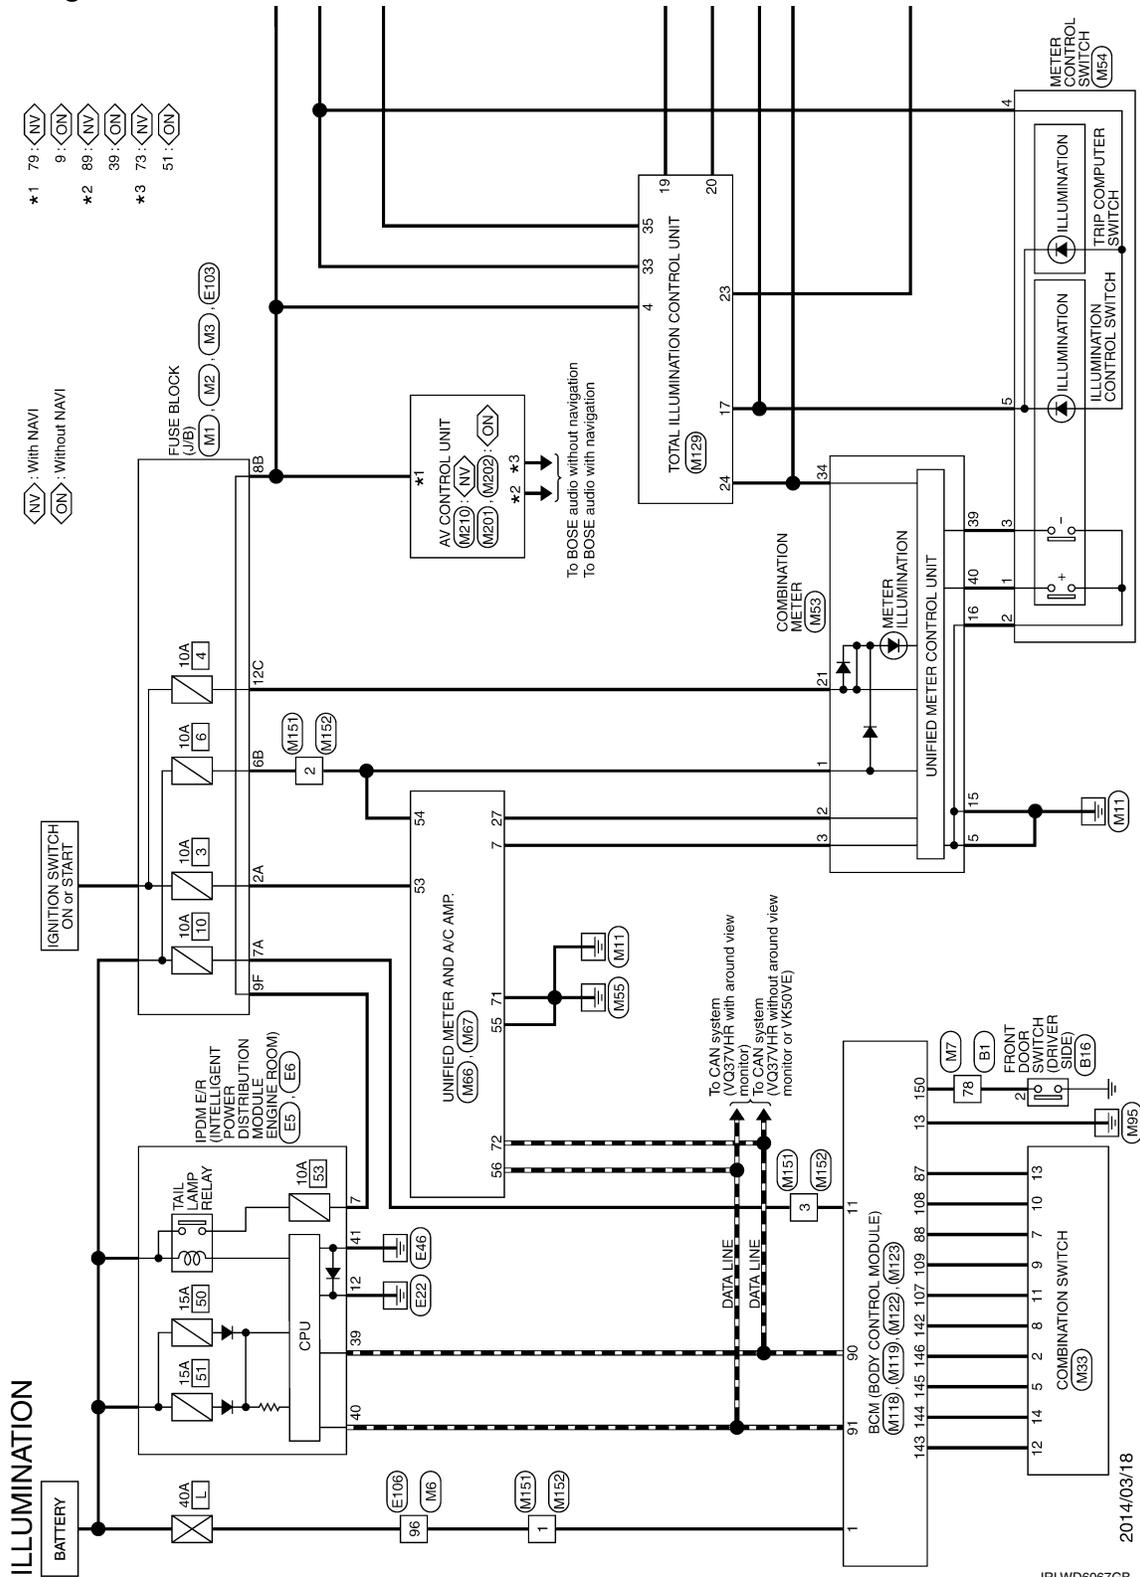 ILLUMINATION
BATTERY
40A
L
IGNITION SWITCH
ON or START
NV : With NAVI
ON : Without NAVI
*1 79 : NV
9 : ON
*2 89 : NV
39 : ON
*3 73 : NV
51 : ON
IPDM E/R
(INTELLIGENT
POWER
DISTRIBUTION
MODULE
ENGINE ROOM)
E5 , E6
15A
51
15A
50
TAIL
LAMP
RELAY
10A
53
CPU
40
39
12
41
7
E22
E46
FUSE BLOCK
(J/B)
M1 , M2 , M3 , E103
10A
10
10A
3
10A
6
10A
4
9F
7A
2A
6B
12C
8B
E106
M6
96
M151
M152
1
M151
M152
2
UNIFIED METER AND A/C AMP.
M66 , M67
53
54
56
72
55
71
7
27
M55
M11
AV CONTROL UNIT
M210 : NV
M201 , M202 : ON
*1
*2
*3
To BOSE audio without navigation
To BOSE audio with navigation
TOTAL ILLUMINATION CONTROL UNIT
M129
4
33
35
19
20
24
17
23
DATA LINE
DATA LINE
To CAN system
(VQ37VHR with around view
monitor)
To CAN system
(VQ37VHR without around view
monitor or VK50VE)
M151
M152
3
COMBINATION
METER
M53
3
2
1
21
34
METER
ILLUMINATION
UNIFIED METER CONTROL UNIT
5
15
16
40
39
M11
BCM (BODY CONTROL MODULE)
M118 , M119 , M122 , M123
1
91
90
11
143
144
145
146
142
107
109
88
108
87
13
150
12
14
5
2
8
11
9
7
10
13
COMBINATION SWITCH
M33
M95
M7
B1
78
FRONT
DOOR
SWITCH
(DRIVER
SIDE)
B16
2
METER
CONTROL
SWITCH
M54
2
1
3
5
4
+
-
ILLUMINATION
ILLUMINATION
CONTROL SWITCH
ILLUMINATION
TRIP COMPUTER
SWITCH
2014/03/18